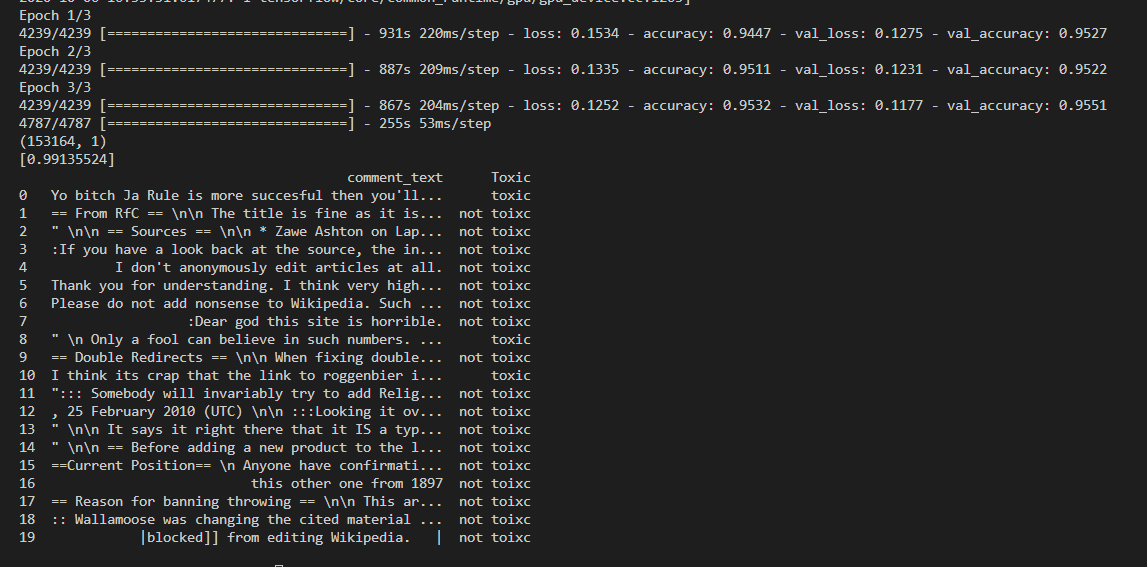 Epoch 1/3
4239/4239 [==============================] - 931s 220ms/step - loss: 0.1534 - accuracy: 0.9447 - val_loss: 0.1275 - val_accuracy: 0.9527
Epoch 2/3
4239/4239 [==============================] - 887s 209ms/step - loss: 0.1335 - accuracy: 0.9511 - val_loss: 0.1231 - val_accuracy: 0.9522
Epoch 3/3
4239/4239 [==============================] - 867s 204ms/step - loss: 0.1252 - accuracy: 0.9532 - val_loss: 0.1177 - val_accuracy: 0.9551
4787/4787 [==============================] - 255s 53ms/step
(153164, 1)
[0.99135524]
comment_text Toxic
0 Yo bitch Ja Rule is more succesful then you'll... toxic
1 == From RfC == \n\n The title is fine as it is... not toixc
2 " \n\n == Sources == \n\n * Zawe Ashton on Lap... not toixc
3 :If you have a look back at the source, the in... not toixc
4 I don't anonymously edit articles at all. not toixc
5 Thank you for understanding. I think very high... not toixc
6 Please do not add nonsense to Wikipedia. Such ... not toixc
7 :Dear god this site is horrible. not toixc
8 " \n Only a fool can believe in such numbers. ... toxic
9 == Double Redirects == \n\n When fixing double... not toixc
10 I think its crap that the link to roggenbier i... toxic
11 "::: Somebody will invariably try to add Relig... not toixc
12 , 25 February 2010 (UTC) \n\n :::Looking it ov... not toixc
13 " \n\n It says it right there that it IS a typ... not toixc
14 " \n\n == Before adding a new product to the l... not toixc
15 ==Current Position== \n Anyone have confirmati... not toixc
16 this other one from 1897 not toixc
17 == Reason for banning throwing == \n\n This ar... not toixc
18 :: Wallamoose was changing the cited material ... not toixc
19 |blocked]] from editing Wikipedia. | not toixc